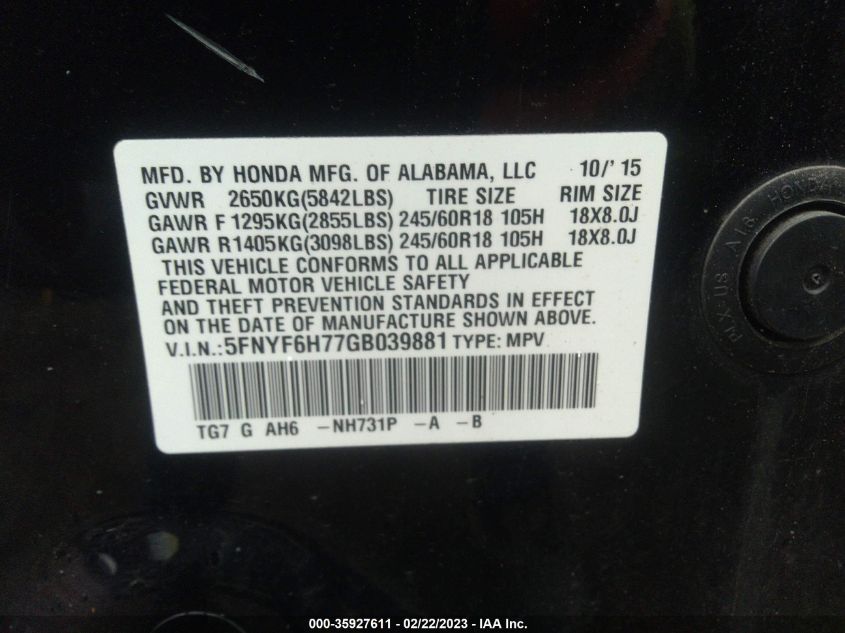 MFD. BY HONDA MFG. OF ALABAMA, LLC 10/'15
GVWR 2650KG(5842LBS) TIRE SIZE RIM SIZE
GAWR F 1295KG(2855LBS) 245/60R18 105H 18X8.0J
GAWR R1405KG(3098LBS) 245/60R18 105H 18X8.0J
THIS VEHICLE CONFORMS TO ALL APPLICABLE
FEDERAL MOTOR VEHICLE SAFETY
AND THEFT PREVENTION STANDARDS IN EFFECT
ON THE DATE OF MANUFACTURE SHOWN ABOVE.
V.I.N.:5FNYF6H77GB039881 TYPE: MPV
TG7 G AH6 -NH731P -A -B
HONDA
000-35927611 - 02/22/2023 - IAA Inc.